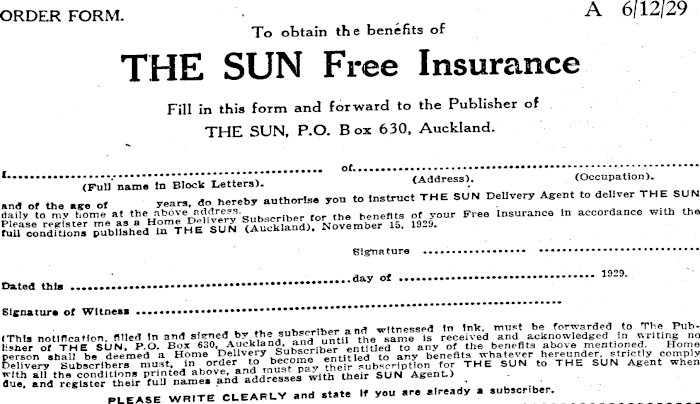 ORDER FORM.
A 6/12/29
To obtain the benefits of
THE SUN Free Insurance
Fill in this form and forward to the Publisher of
THE SUN, P.O. Box 630, Auckland.
I.......................................................... of..........................................................
(Full name in Block Letters). (Address). (Occupation).
and of the age of years, do hereby authorise you to instruct THE SUN Delivery Agent to deliver THE SUN
daily to my home at the above address.
Please register me as a Home Delivery Subscriber for the benefits of your Free Insurance in accordance with the
full conditions published in THE SUN (Auckland), November 15, 1929.
Signature .................... ..............................
Dated this ..................................................day of .................................... 1929.
Signature of Witness ............................................................
(This notification, filled in and signed by the subscriber and witnessed in ink, must be forwarded to The Pub-
lisher of THE SUN, P.O. Box 630, Auckland, and until the same is received and acknowledged in writing no
person shall be deemed a Home Delivery Subscriber entitled to any of the benefits above mentioned. Home
Delivery Subscribers must, in order to become entitled to any benefits whatever hereunder, strictly comply
with all the conditions printed above, and must pay their subscription for THE SUN to THE SUN Agent when
due, and register their full names and addresses with their SUN Agent.)
PLEASE WRITE CLEARLY and state if you are already a subscriber.